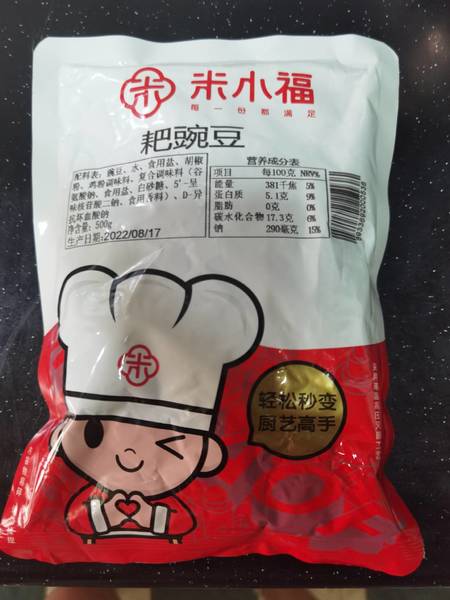 米 米小福
每一份都满足
耙豌豆
配料表：豌豆、水、食用盐、胡椒
粉、鸡粉调味料、复合调味料（谷
氨酸钠、食用盐、白砂糖、5'-呈
味核苷酸二钠、食用香料）、D-异
抗坏血酸钠
净含量：500g
生产日期：2022/08/17
营养成分表
项目 每100克 NRV%
能量 381千焦 5%
蛋白质 5.1克 9%
脂肪 0克 0%
碳水化合物 17.3克 6%
钠 290毫克 15%
米
轻松秒变
厨艺高手